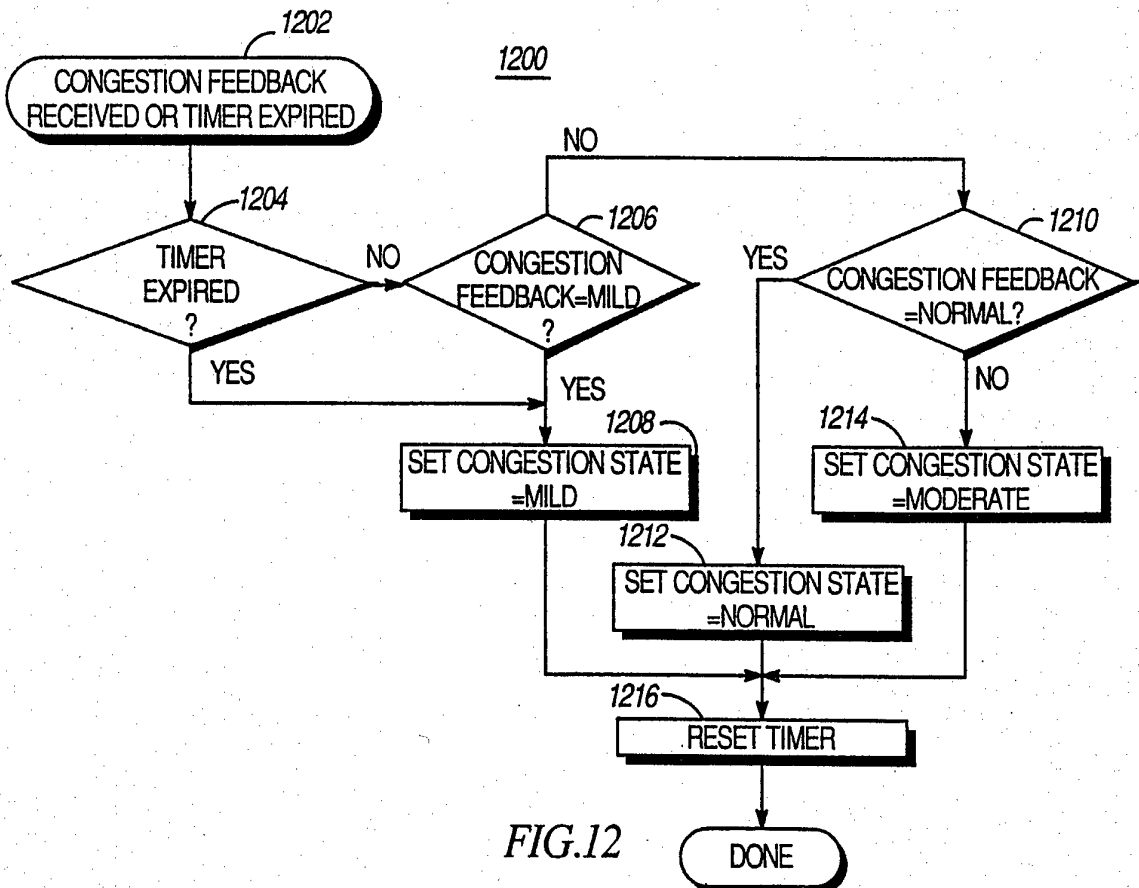 1202
1200
CONGESTION FEEDBACK
RECEIVED OR TIMER EXPIRED
NO
1204
1206
1210
TIMER
EXPIRED
?
NO
CONGESTION
FEEDBACK=MILD
?
YES
CONGESTION FEEDBACK
=NORMAL?
YES
YES
NO
1208
SET CONGESTION STATE
=MILD
1214
SET CONGESTION STATE
=MODERATE
1212
SET CONGESTION STATE
=NORMAL
1216
RESET TIMER
FIG.12
DONE